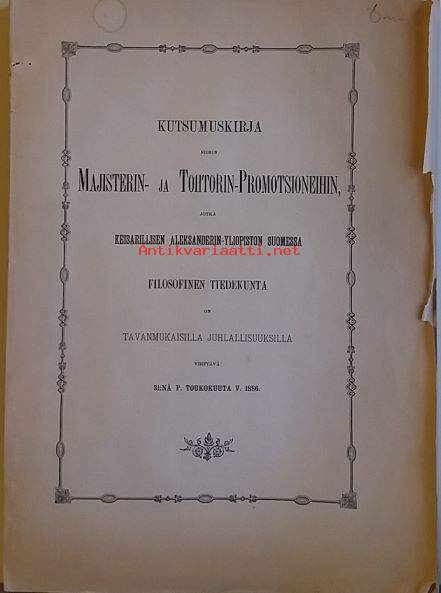 KUTSUMUSKIRJA
NIIHIN
MAJISTERIN- JA TOHTORIN-PROMOTSIONEIHIN,
JOTKA
KEISARILLISEN ALEKSANDERIN-YLIOPISTON SUOMESSA
Antikvariaatti.net
FILOSOFINEN TIEDEKUNTA
ON
TAVANMUKAISILLA JUHLALLISUUKSILLA
VIETTÄVÄ
31:NÄ P. TOUKOKUUTA V. 1886.